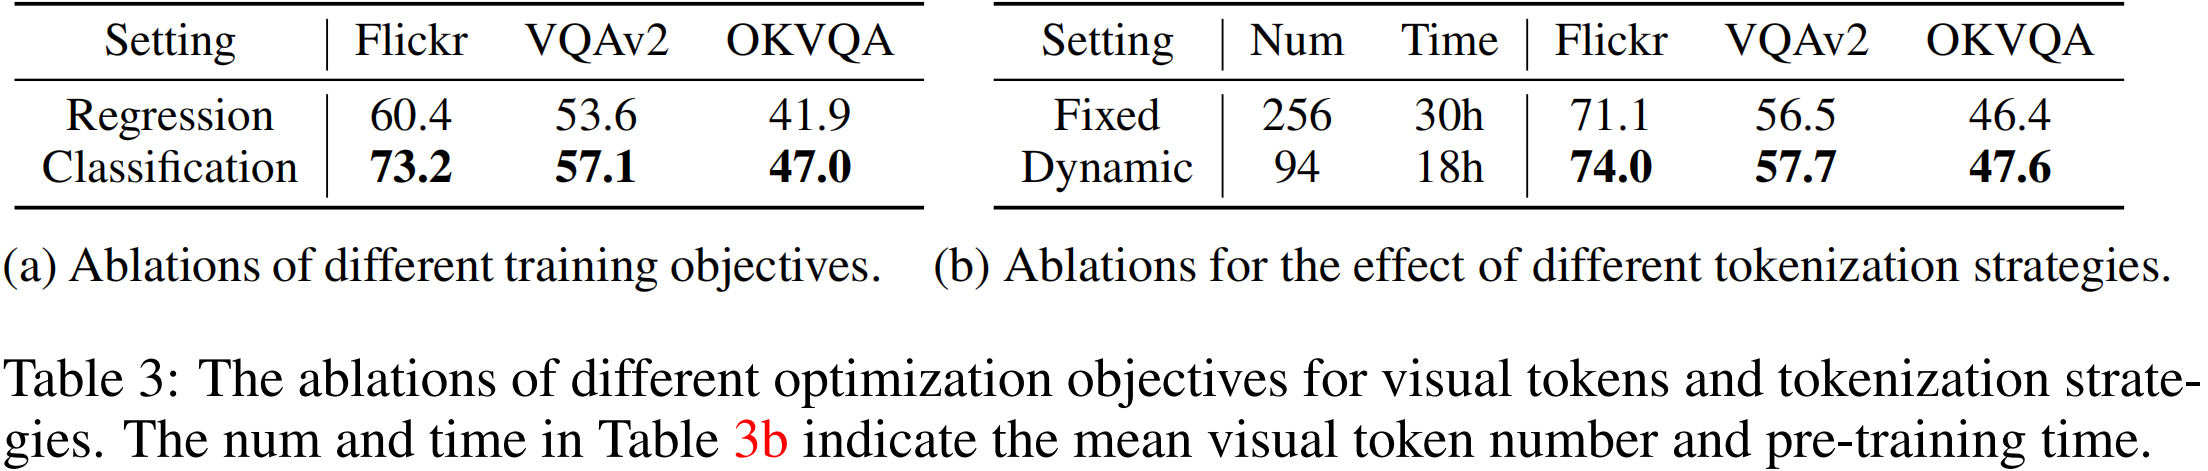 Setting Flickr VQAv2 OKVQA
Regression 60.4 53.6 41.9
Classification 73.2 57.1 47.0
(a) Ablations of different training objectives.
Setting Num Time Flickr VQAv2 OKVQA
Fixed 256 30h 71.1 56.5 46.4
Dynamic 94 18h 74.0 57.7 47.6
(b) Ablations for the effect of different tokenization strategies.
Table 3: The ablations of different optimization objectives for visual tokens and tokenization strate-
gies. The num and time in Table 3b indicate the mean visual token number and pre-training time.